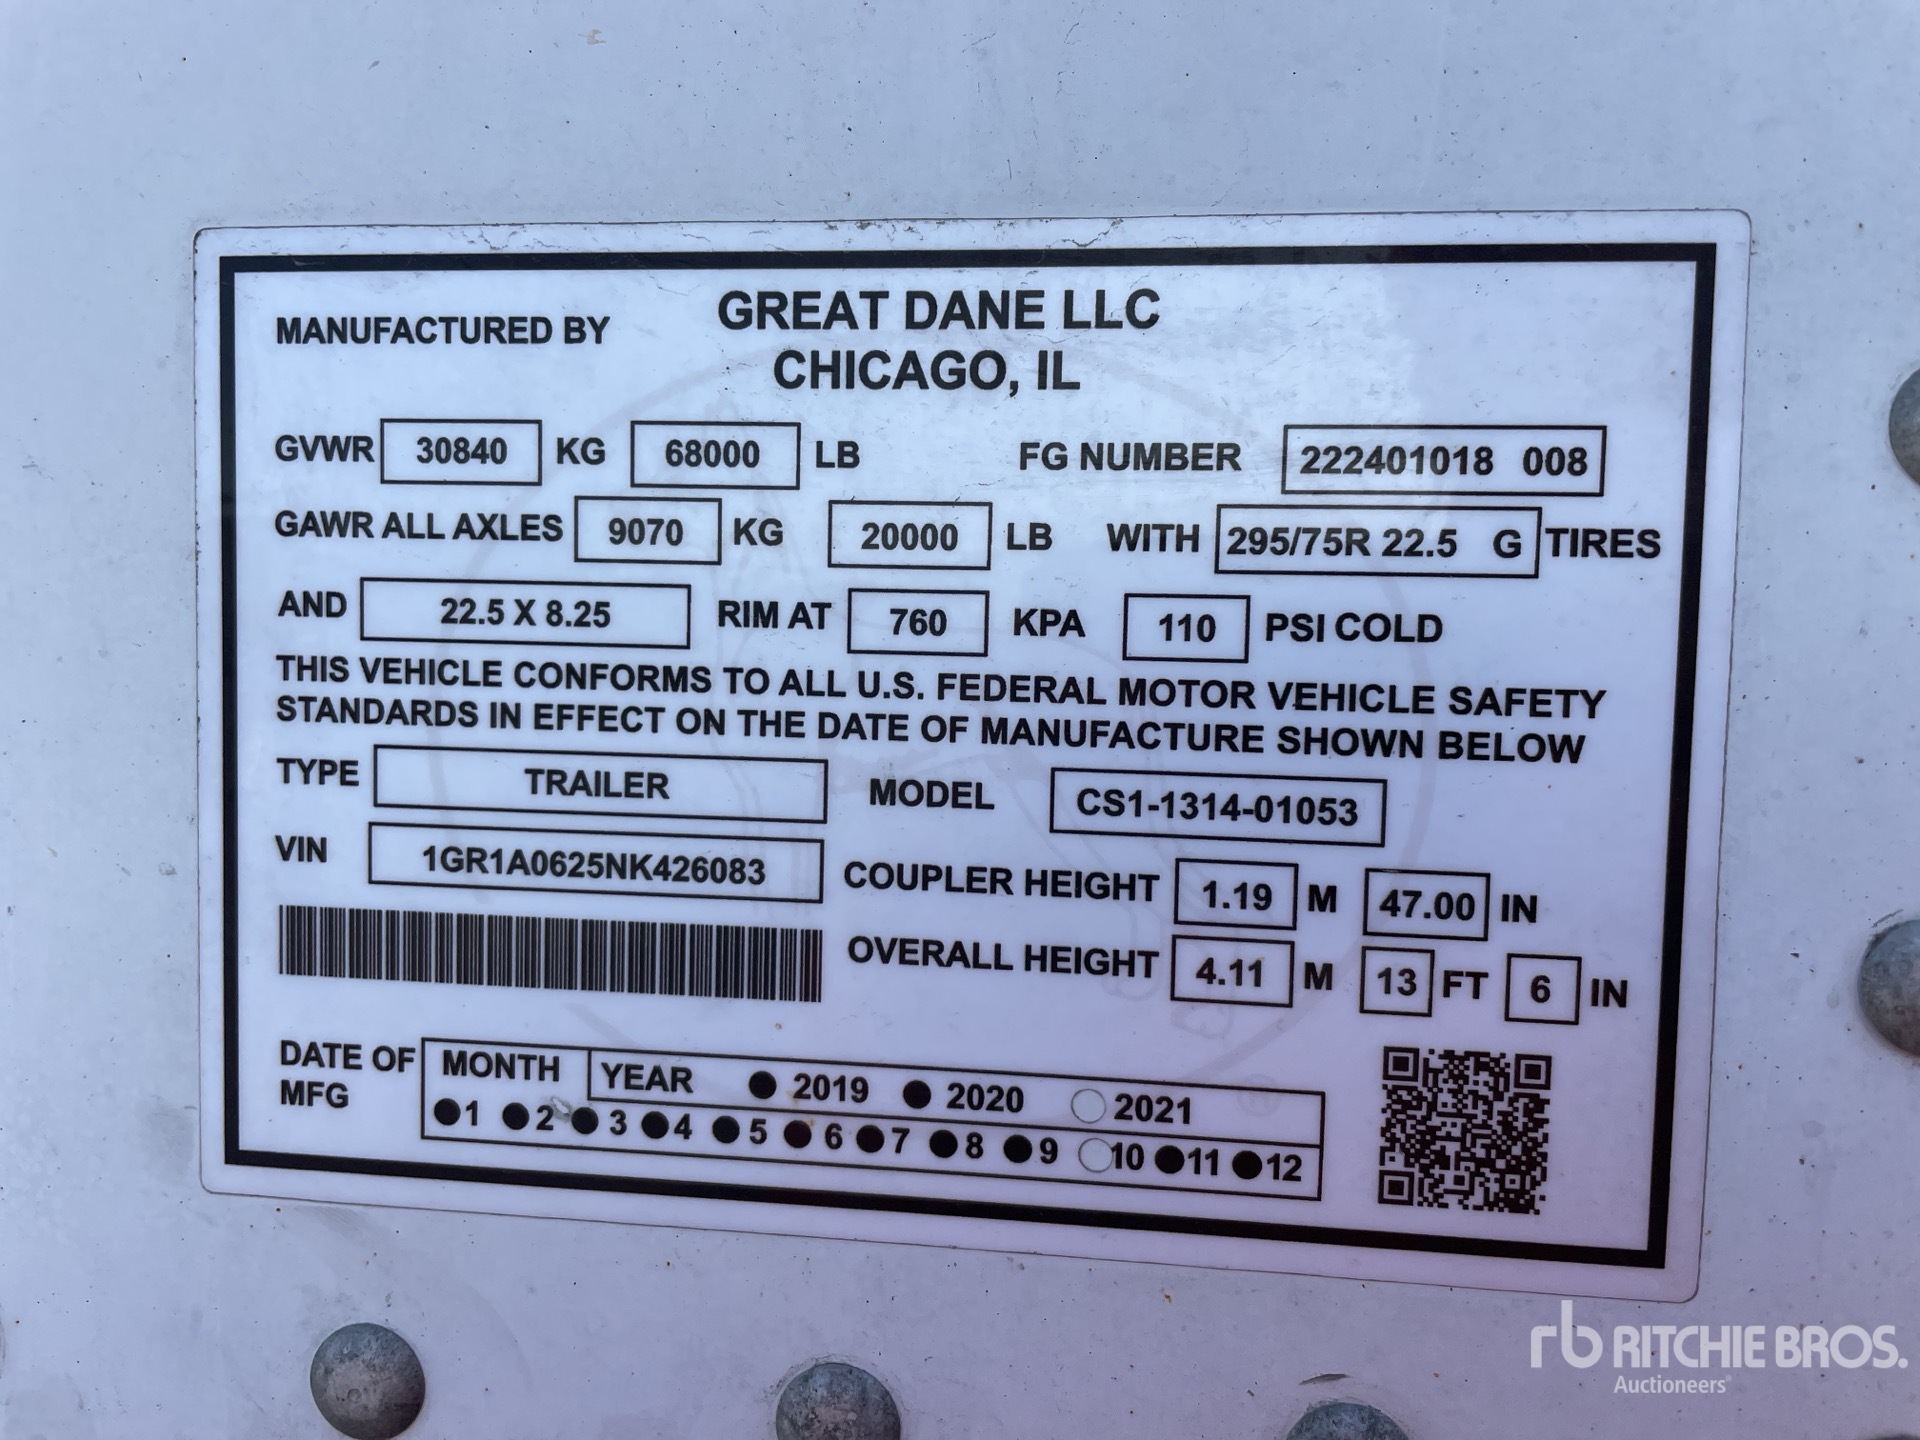 MANUFACTURED BY GREAT DANE LLC
CHICAGO, IL
GVWR 30840 KG 68000 LB FG NUMBER 222401018 008
GAWR ALL AXLES 9070 KG 20000 LB WITH 295/75R 22.5 G TIRES
AND 22.5 X 8.25 RIM AT 760 KPA 110 PSI COLD
THIS VEHICLE CONFORMS TO ALL U.S. FEDERAL MOTOR VEHICLE SAFETY
STANDARDS IN EFFECT ON THE DATE OF MANUFACTURE SHOWN BELOW
TYPE TRAILER MODEL CS1-1314-01053
VIN 1GR1A0625NK426083 COUPLER HEIGHT 1.19 M 47.00 IN
OVERALL HEIGHT 4.11 M 13 FT 6 IN
DATE OF MFG MONTH YEAR 2019 2020 2021
1 2 3 4 5 6 7 8 9 10 11 12
rb RITCHIE BROS.
Auctioneers